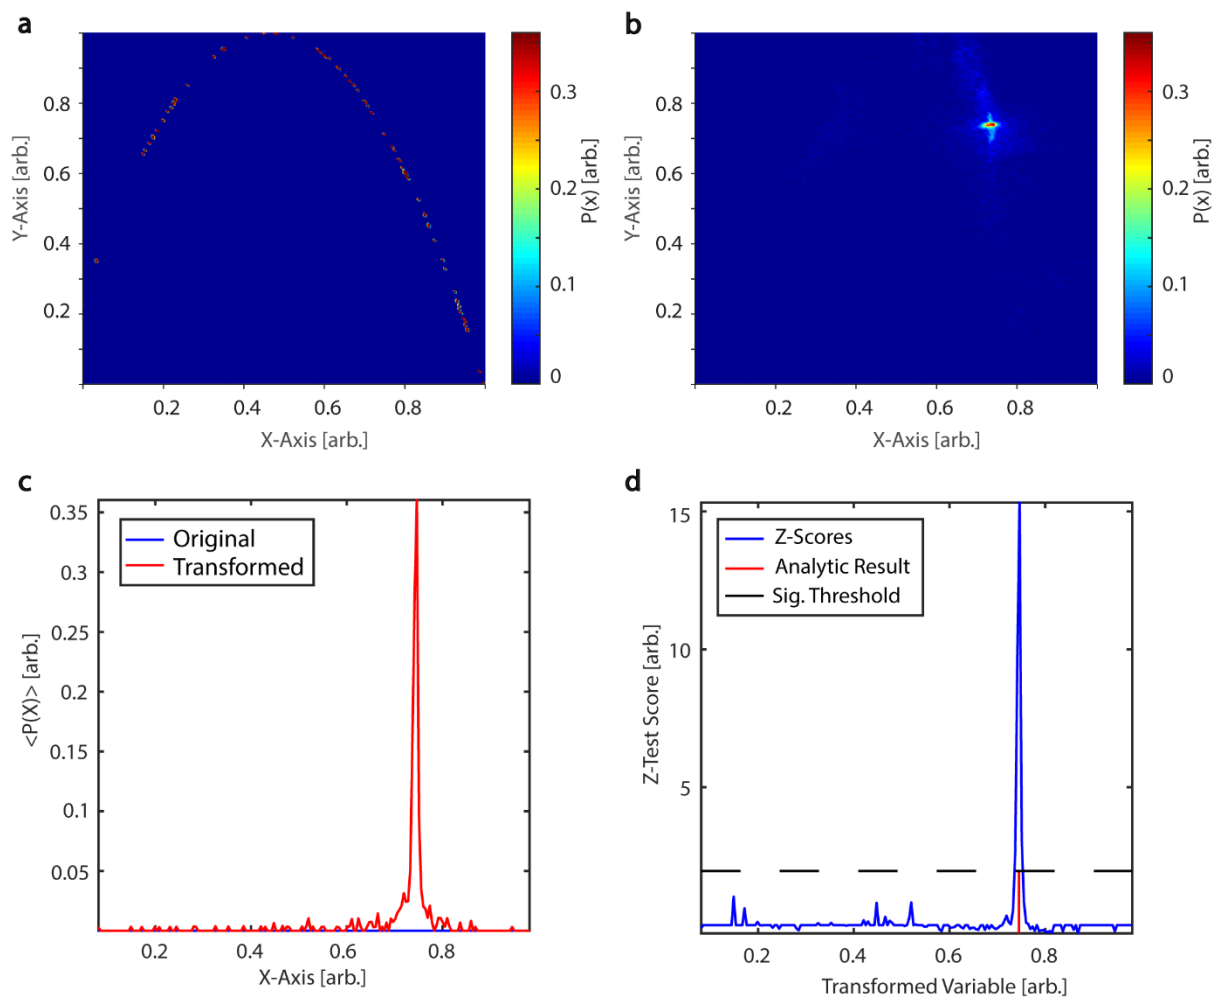 a
Y-Axis [arb.]
0.8
0.6
0.4
0.2
0.2
0.4
0.6
0.8
X-Axis [arb.]
0.3
0.2
0.1
0
P(x) [arb.]
b
Y-Axis [arb.]
0.8
0.6
0.4
0.2
0.2
0.4
0.6
0.8
X-Axis [arb.]
0.3
0.2
0.1
0
P(x) [arb.]
c
<P(X)> [arb.]
0.35
0.3
0.25
0.2
0.15
0.1
0.05
Original
Transformed
0.2
0.4
0.6
0.8
X-Axis [arb.]
d
Z-Test Score [arb.]
15
10
5
Z-Scores
Analytic Result
Sig. Threshold
0.2
0.4
0.6
0.8
Transformed Variable [arb.]